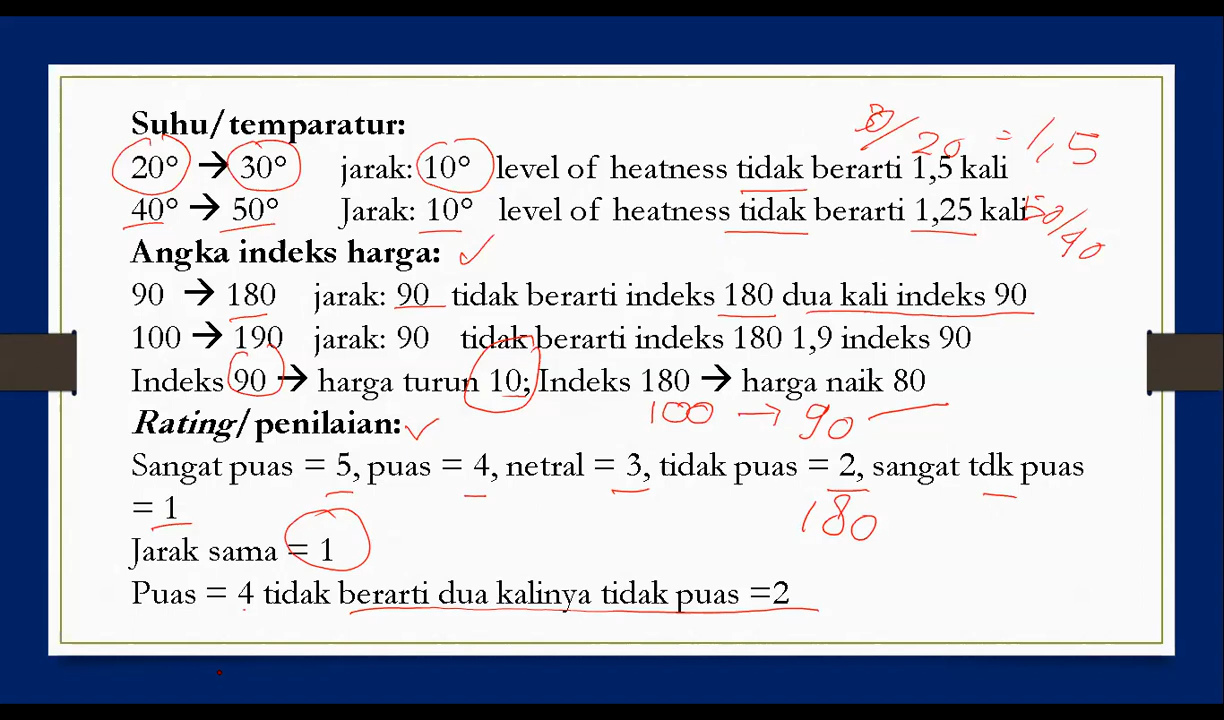 Suhu/temparatur:
30/20 = 1,5
20° → 30° jarak: 10° level of heatness tidak berarti 1,5 kali
40° → 50° Jarak: 10° level of heatness tidak berarti 1,25 kali
50/40
Angka indeks harga: ✓
90 → 180 jarak: 90 tidak berarti indeks 180 dua kali indeks 90
100 → 190 jarak: 90 tidak berarti indeks 180 1,9 indeks 90
Indeks 90 → harga turun 10; Indeks 180 → harga naik 80
100 → 90
Rating/penilaian: ✓
Sangat puas = 5, puas = 4, netral = 3, tidak puas = 2, sangat tdk puas
= 1
180
Jarak sama = 1
Puas = 4 tidak berarti dua kalinya tidak puas =2